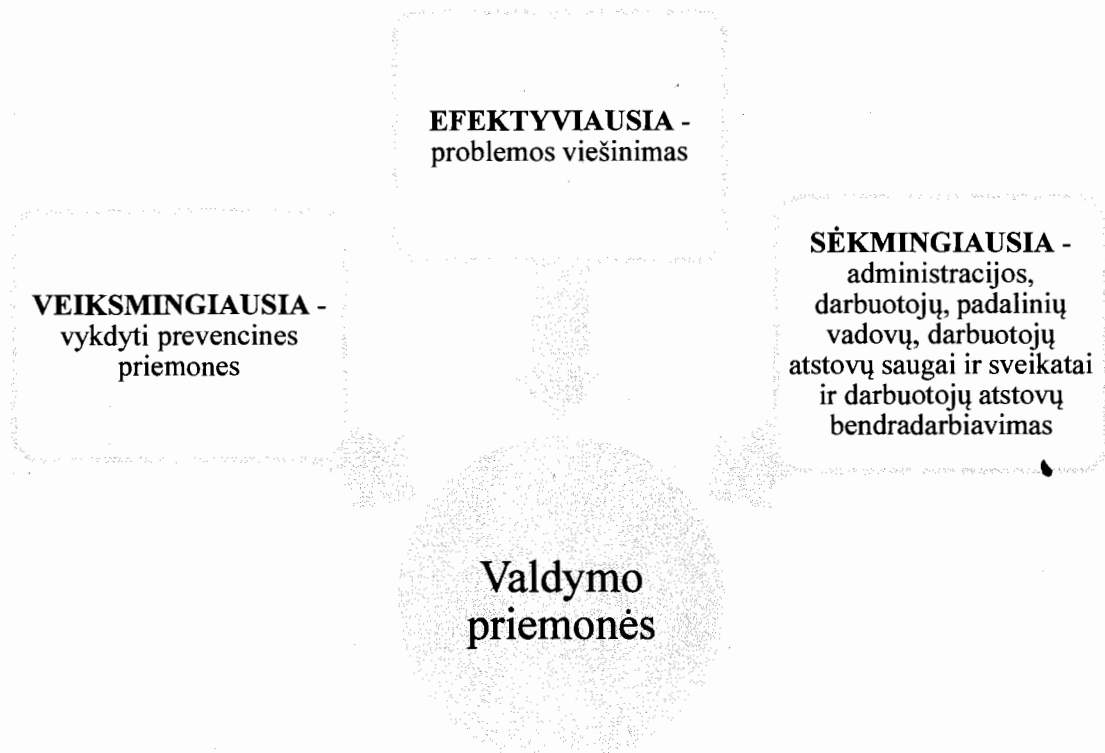 EFEKTYVIAUSIA -
problemos viešinimas
VEIKSMINGIAUSIA -
vykdyti prevencines
priemones
SĖKMINGIAUSIA -
administracijos,
darbuotojų, padalinių
vadovų, darbuotojų
atstovų saugai ir sveikatai
ir darbuotojų atstovų
bendradarbiavimas
Valdymo
priemonės